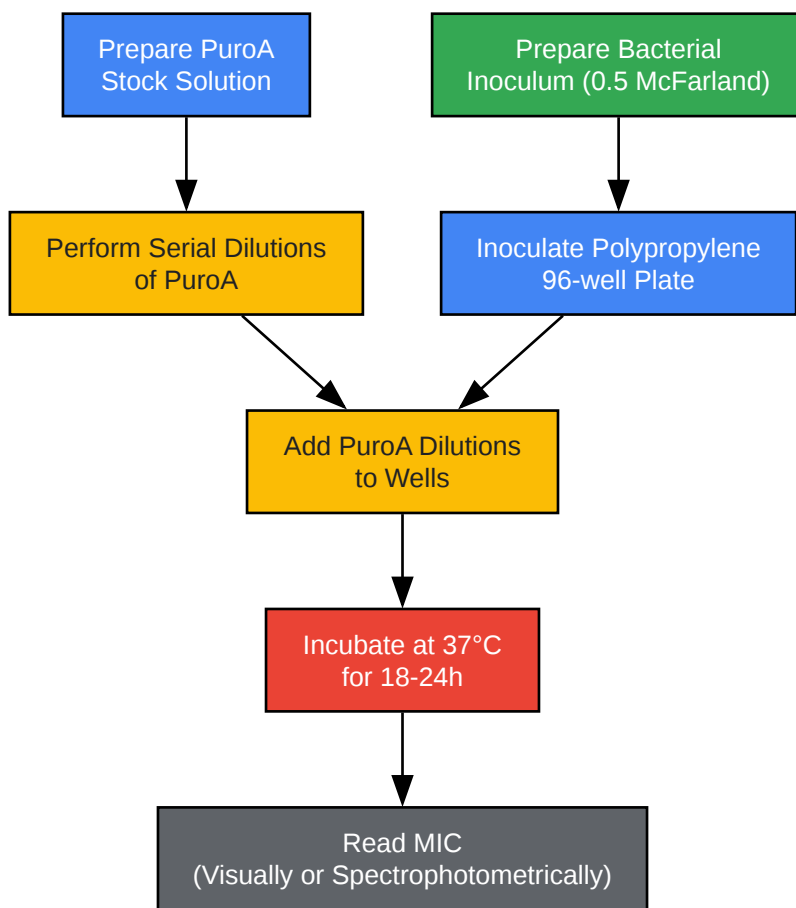 Prepare PuroA
Stock Solution
Prepare Bacterial
Inoculum (0.5 McFarland)
Perform Serial Dilutions
of PuroA
Inoculate Polypropylene
96-well Plate
Add PuroA Dilutions
to Wells
Incubate at 37°C
for 18-24h
Read MIC
(Visually or Spectrophotometrically)